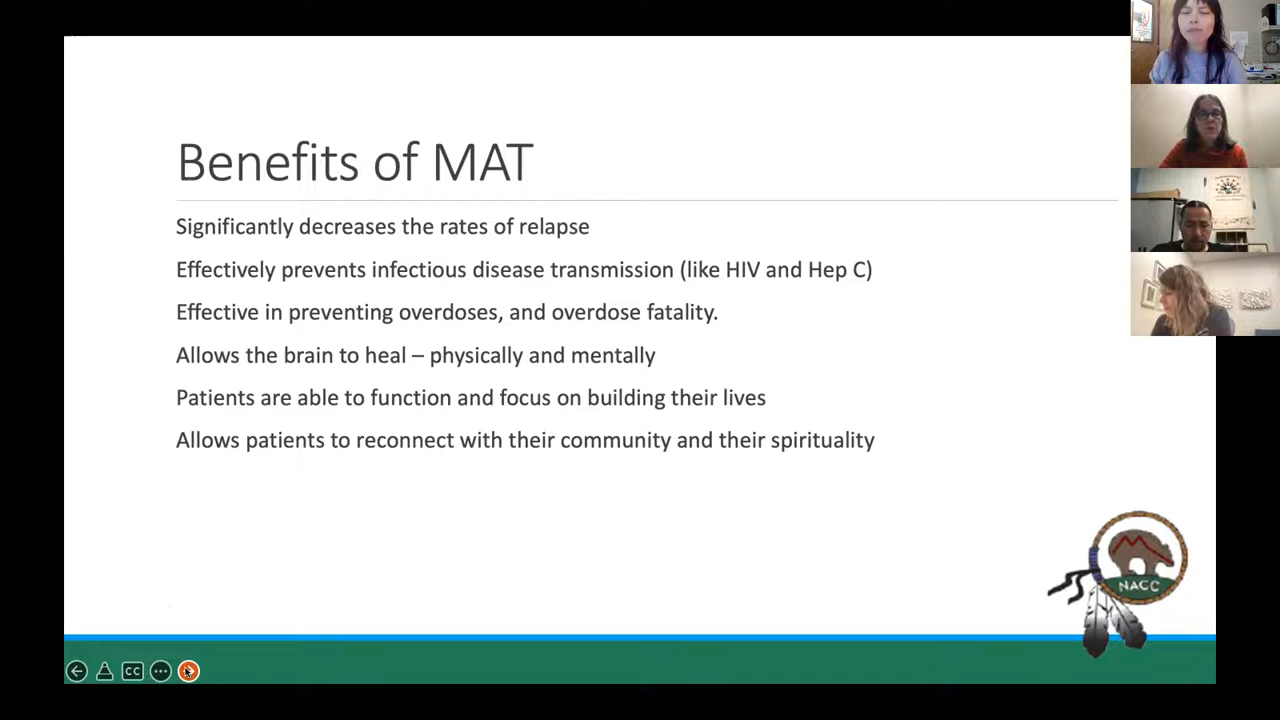 Benefits of MAT
Significantly decreases the rates of relapse
Effectively prevents infectious disease transmission (like HIV and Hep C)
Effective in preventing overdoses, and overdose fatality.
Allows the brain to heal – physically and mentally
Patients are able to function and focus on building their lives
Allows patients to reconnect with their community and their spirituality
NACC
CC